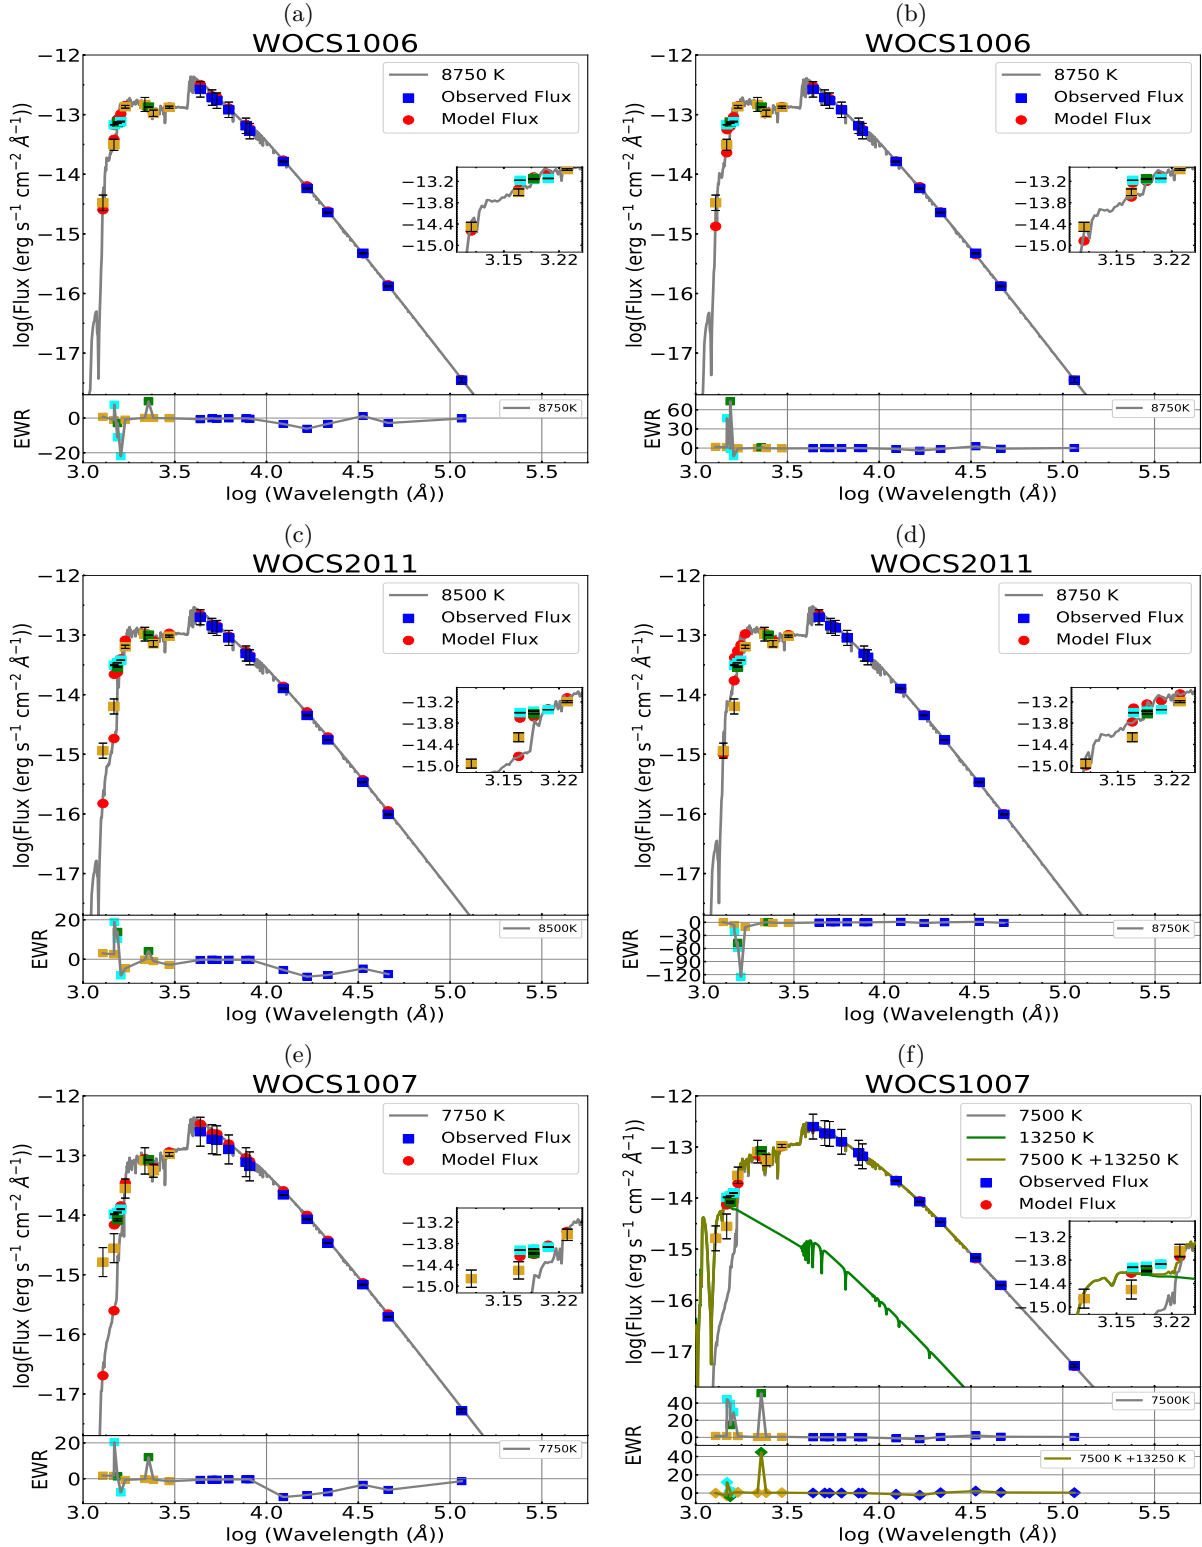 (a)
WOCS1006
8750 K
Observed Flux
Model Flux
log(Flux (erg s⁻¹ cm⁻² Å⁻¹))
−12
−13
−14
−15
−16
−17
−13.2
−13.8
−14.4
−15.0
3.15 3.22
EWR
0
−20
8750K
3.0 3.5 4.0 4.5 5.0 5.5
log (Wavelength (Å))
(b)
WOCS1006
8750 K
Observed Flux
Model Flux
log(Flux (erg s⁻¹ cm⁻² Å⁻¹))
−12
−13
−14
−15
−16
−17
−13.2
−13.8
−14.4
−15.0
3.15 3.22
EWR
60
30
0
8750K
3.0 3.5 4.0 4.5 5.0 5.5
log (Wavelength (Å))
(c)
WOCS2011
8500 K
Observed Flux
Model Flux
log(Flux (erg s⁻¹ cm⁻² Å⁻¹))
−12
−13
−14
−15
−16
−17
−13.2
−13.8
−14.4
−15.0
3.15 3.22
EWR
20
0
8500K
3.0 3.5 4.0 4.5 5.0 5.5
log (Wavelength (Å))
(d)
WOCS2011
8750 K
Observed Flux
Model Flux
log(Flux (erg s⁻¹ cm⁻² Å⁻¹))
−12
−13
−14
−15
−16
−17
−13.2
−13.8
−14.4
−15.0
3.15 3.22
EWR
0
−30
−60
−90
−120
8750K
3.0 3.5 4.0 4.5 5.0 5.5
log (Wavelength (Å))
(e)
WOCS1007
7750 K
Observed Flux
Model Flux
log(Flux (erg s⁻¹ cm⁻² Å⁻¹))
−12
−13
−14
−15
−16
−17
−13.2
−13.8
−14.4
−15.0
3.15 3.22
EWR
20
0
7750K
3.0 3.5 4.0 4.5 5.0 5.5
log (Wavelength (Å))
(f)
WOCS1007
7500 K
13250 K
7500 K +13250 K
Observed Flux
Model Flux
log(Flux (erg s⁻¹ cm⁻² Å⁻¹))
−12
−13
−14
−15
−16
−17
−13.2
−13.8
−14.4
−15.0
3.15 3.22
EWR
40
20
0
7500K
40
20
0
7500 K +13250 K
3.0 3.5 4.0 4.5 5.0 5.5
log (Wavelength (Å))